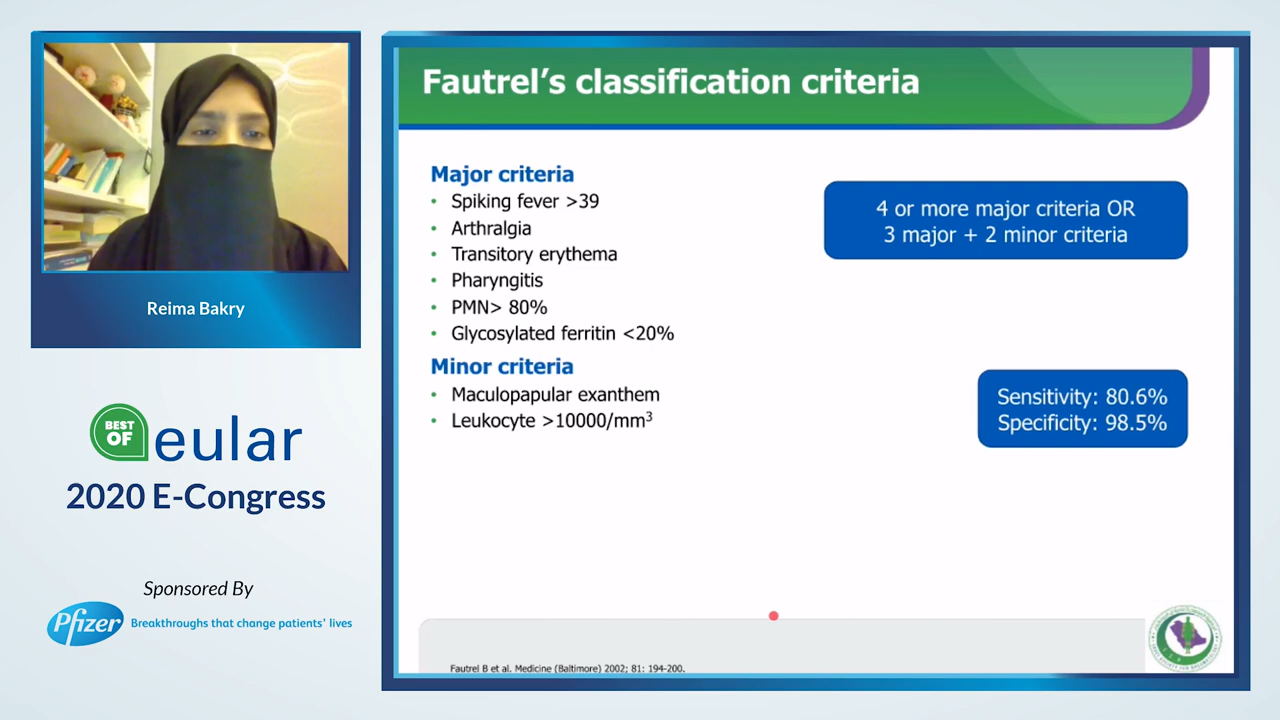 Fautrel's classification criteria
Major criteria
• Spiking fever >39
• Arthralgia
• Transitory erythema
• Pharyngitis
• PMN> 80%
• Glycosylated ferritin <20%
Minor criteria
• Maculopapular exanthem
• Leukocyte >10000/mm³
4 or more major criteria OR
3 major + 2 minor criteria
Sensitivity: 80.6%
Specificity: 98.5%
Fautrel B et al. Medicine (Baltimore) 2002; 81: 194-200.
Reima Bakry
BEST
OF
eular
2020 E-Congress
Sponsored By
Pfizer
Breakthroughs that change patients' lives